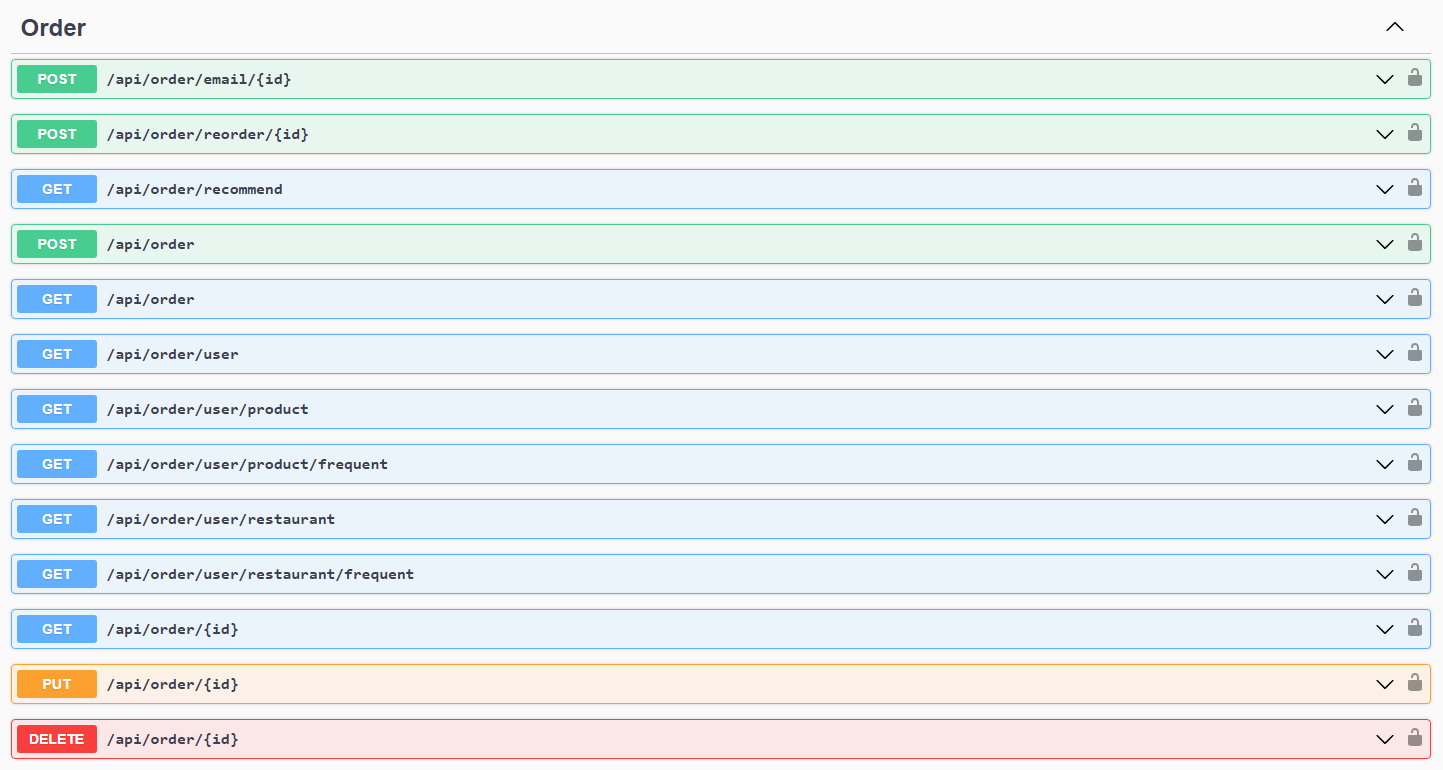 Order
POST /api/order/email/{id}
POST /api/order/reorder/{id}
GET /api/order/recommend
POST /api/order
GET /api/order
GET /api/order/user
GET /api/order/user/product
GET /api/order/user/product/frequent
GET /api/order/user/restaurant
GET /api/order/user/restaurant/frequent
GET /api/order/{id}
PUT /api/order/{id}
DELETE /api/order/{id}